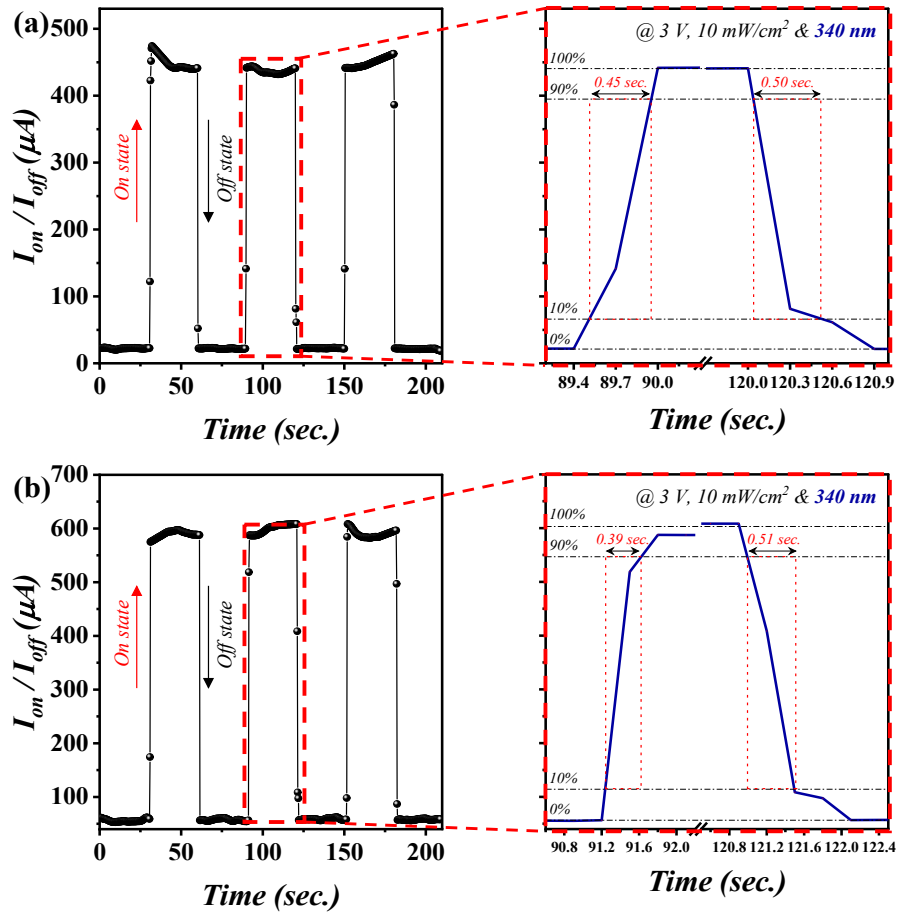 (a)
500
400
300
200
100
0
I_on / I_off (μA)
On state
Off state
0 50 100 150 200
Time (sec.)
@ 3 V, 10 mW/cm² & 340 nm
100%
90%
0.45 sec.
0.50 sec.
10%
0%
89.4 89.7 90.0 120.0 120.3 120.6 120.9
Time (sec.)
(b)
700
600
500
400
300
200
100
I_on / I_off (μA)
On state
Off state
0 50 100 150 200
Time (sec.)
@ 3 V, 10 mW/cm² & 340 nm
100%
90%
0.39 sec.
0.51 sec.
10%
0%
90.8 91.2 91.6 92.0 120.8 121.2 121.6 122.0 122.4
Time (sec.)